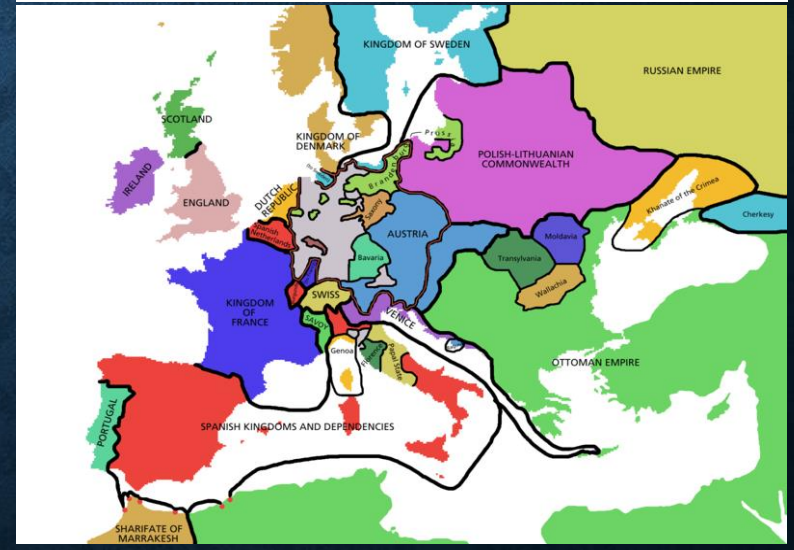 KINGDOM OF SWEDEN
RUSSIAN EMPIRE
SCOTLAND
KINGDOM OF
DENMARK
Prussia
POLISH-LITHUANIAN
COMMONWEALTH
IRELAND
ENGLAND
DUTCH
REPUBLIC
Brandenburg
Saxony
Khanate of the Crimea
Cherkesy
Spanish
Netherlands
AUSTRIA
Moldavia
Bavaria
Transylvania
Wallachia
KINGDOM
OF
FRANCE
SWISS
SAVOY
VENICE
Genoa
Florence
Papal State
OTTOMAN EMPIRE
PORTUGAL
SPANISH KINGDOMS AND DEPENDENCIES
SHARIFATE OF
MARRAKESH